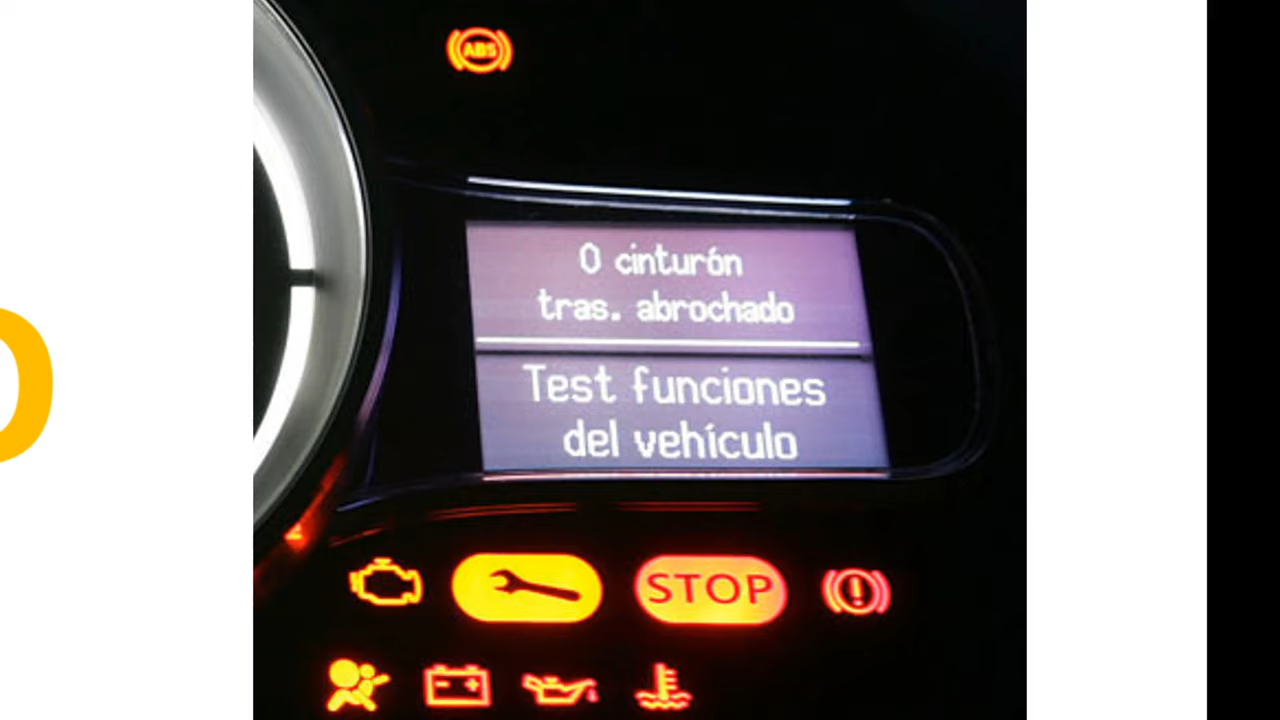 ABS
0 cinturón
tras. abrochado
Test funciones
del vehículo
STOP